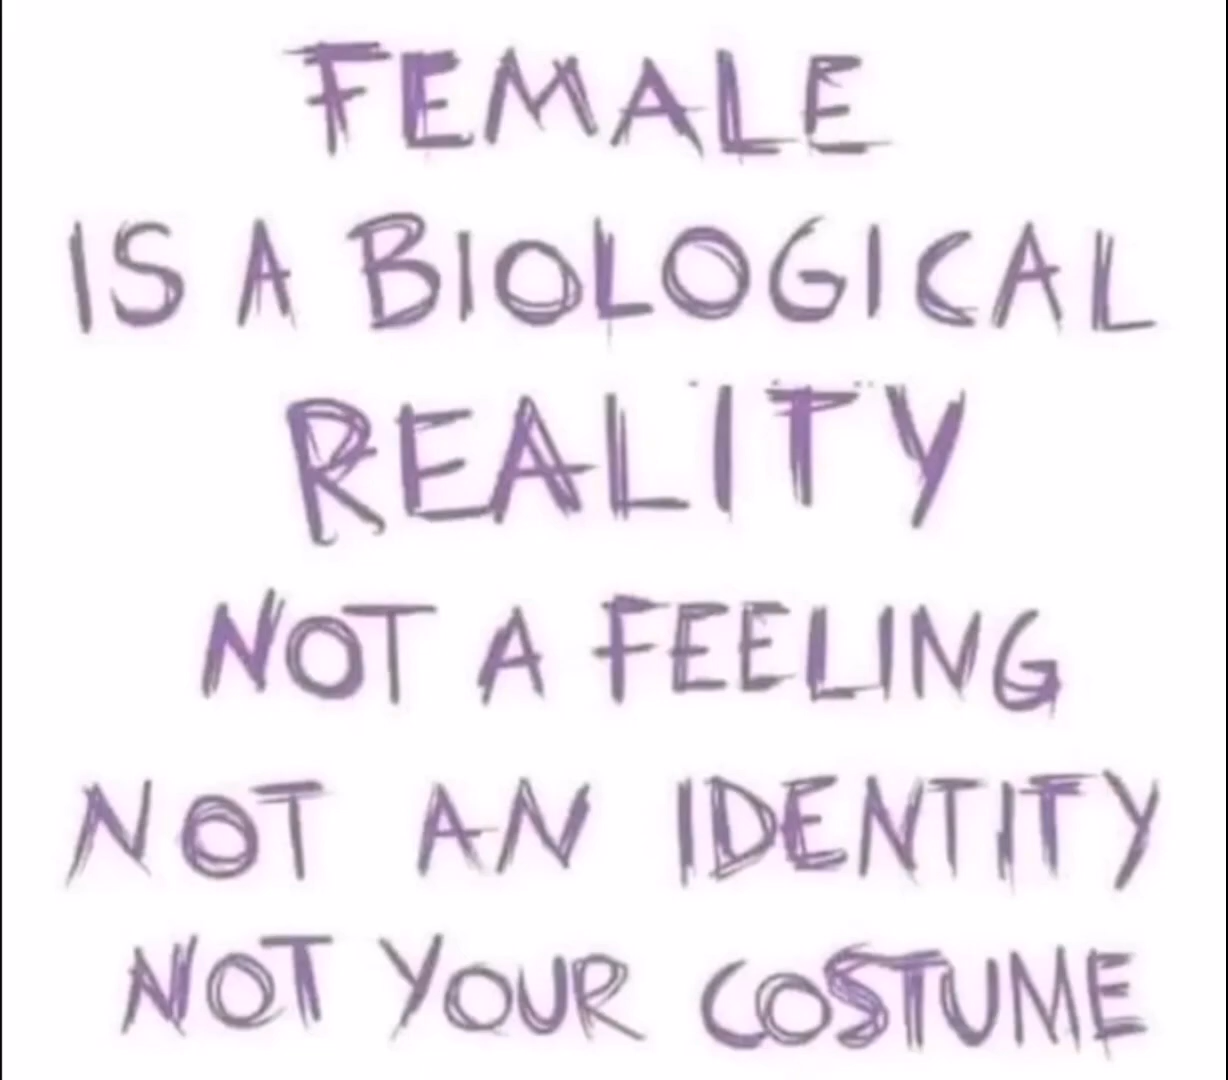 FEMALE
IS A BIOLOGICAL
REALITY
NOT A FEELING
NOT AN IDENTITY
NOT YOUR COSTUME